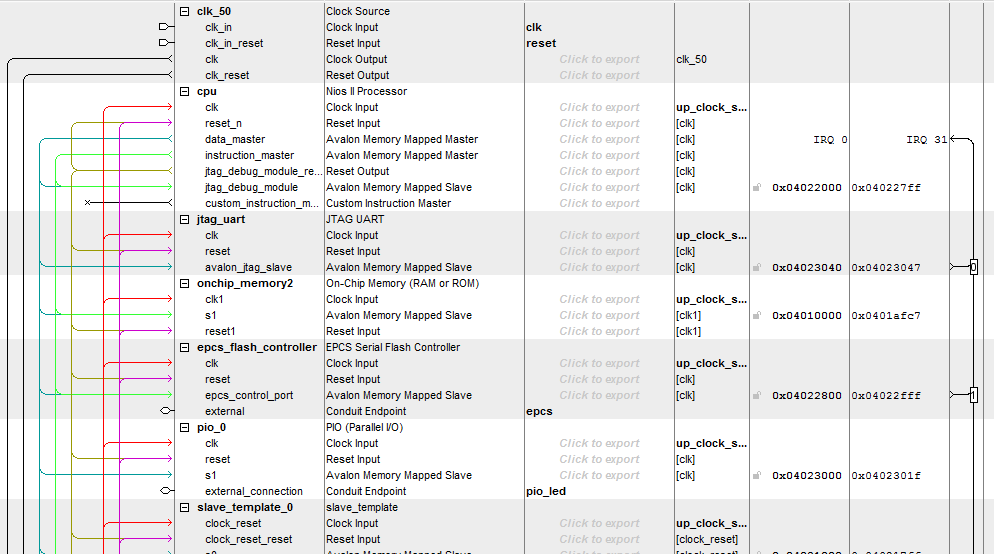 clk_50 Clock Source
clk_in Clock Input clk
clk_in_reset Reset Input reset
clk Clock Output Click to export clk_50
clk_reset Reset Output Click to export
cpu Nios II Processor
clk Clock Input Click to export up_clock_s...
reset_n Reset Input Click to export [clk]
data_master Avalon Memory Mapped Master Click to export [clk] IRQ 0 IRQ 31
instruction_master Avalon Memory Mapped Master Click to export [clk]
jtag_debug_module_re... Reset Output Click to export [clk]
jtag_debug_module Avalon Memory Mapped Slave Click to export [clk] 0x04022000 0x040227ff
custom_instruction_m... Custom Instruction Master Click to export
jtag_uart JTAG UART
clk Clock Input Click to export up_clock_s...
reset Reset Input Click to export [clk]
avalon_jtag_slave Avalon Memory Mapped Slave Click to export [clk] 0x04023040 0x04023047 0
onchip_memory2 On-Chip Memory (RAM or ROM)
clk1 Clock Input Click to export up_clock_s...
s1 Avalon Memory Mapped Slave Click to export [clk1] 0x04010000 0x0401afc7
reset1 Reset Input Click to export [clk1]
epcs_flash_controller EPCS Serial Flash Controller
clk Clock Input Click to export up_clock_s...
reset Reset Input Click to export [clk]
epcs_control_port Avalon Memory Mapped Slave Click to export [clk] 0x04022800 0x04022fff 1
external Conduit Endpoint epcs
pio_0 PIO (Parallel I/O)
clk Clock Input Click to export up_clock_s...
reset Reset Input Click to export [clk]
s1 Avalon Memory Mapped Slave Click to export [clk] 0x04023000 0x0402301f
external_connection Conduit Endpoint pio_led
slave_template_0 slave_template
clock_reset Clock Input Click to export up_clock_s...
clock_reset_reset Reset Input Click to export [clock_reset]
Avalon Memory Mapped Slave Click to export [clock_reset]